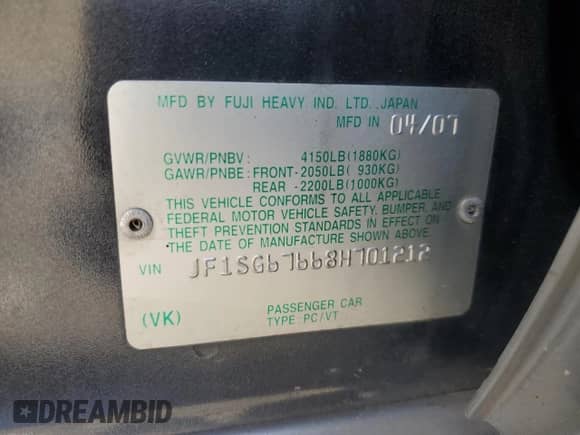 MFD BY FUJI HEAVY IND. LTD. JAPAN
MFD IN 04/07
GVWR/PNBV : 4150LB(1880KG)
GAWR/PNBE : FRONT-2050LB( 930KG)
REAR -2200LB(1000KG)
THIS VEHICLE CONFORMS TO ALL APPLICABLE
FEDERAL MOTOR VEHICLE SAFETY, BUMPER, AND
THEFT PREVENTION STANDARDS IN EFFECT ON
THE DATE OF MANUFACTURE SHOWN ABOVE.
VIN JF1SG67668H701212
PASSENGER CAR
(VK) TYPE PC/VT
DREAMBID